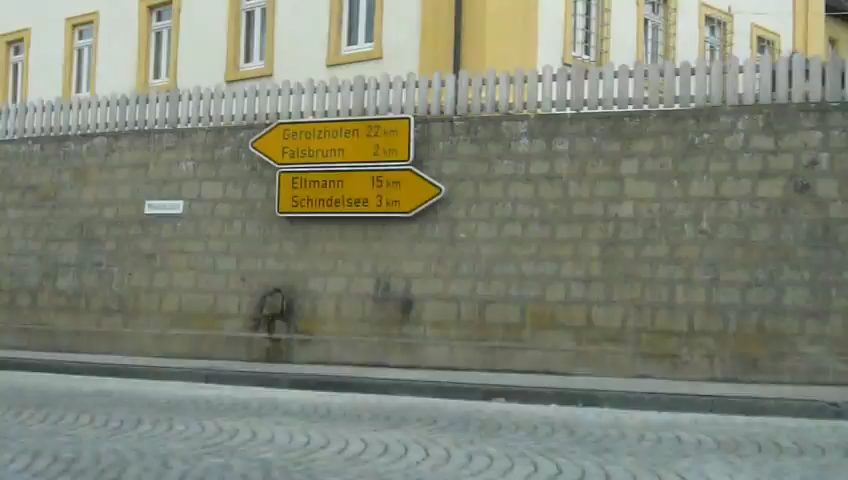 Gerolzhofen 22 km
Falsbrunn 2 km
Eltmann 15 km
Schindelsee 3 km